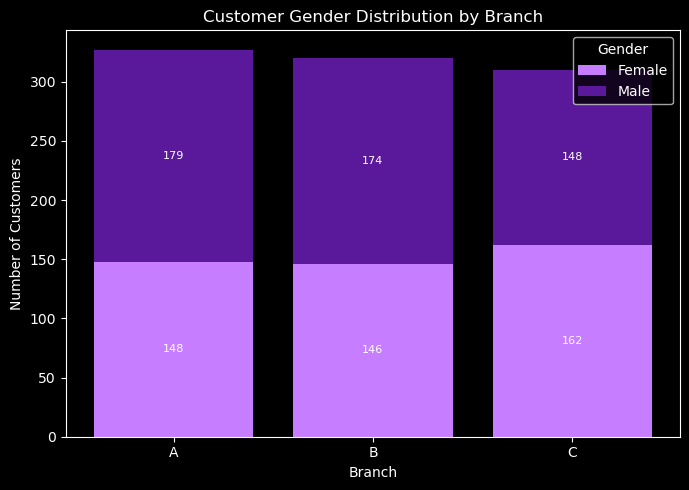 Customer Gender Distribution by Branch
Gender
Female
Male
Number of Customers
300
250
200
150
100
50
0
179
174
148
148
146
162
A
B
C
Branch